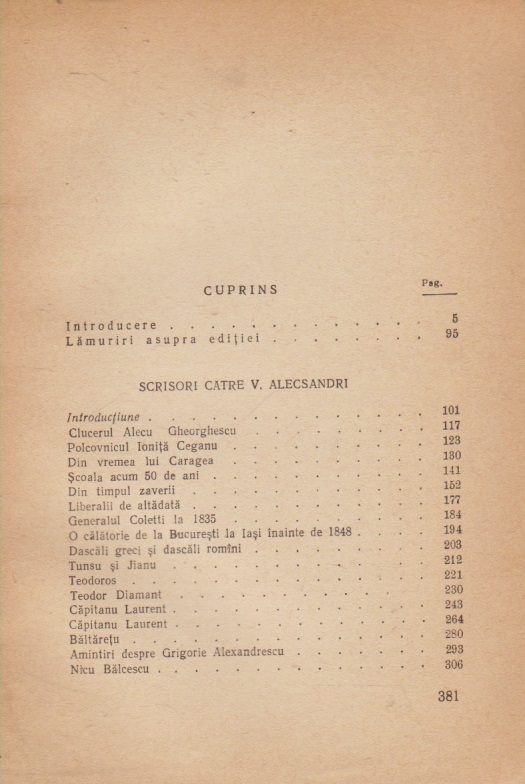 CUPRINS
Pag.
Introducere . . . . . . . . . . . . . 5
Lămuriri asupra ediției . . . . . . . . 95
SCRISORI CATRE V. ALECSANDRI
Introducțiune . . . . . . . . . . . . . . 101
Clucerul Alecu Gheorghescu . . . . . . . . . 117
Polcovnicul Ioniță Ceganu . . . . . . . . . . 123
Din vremea lui Caragea . . . . . . . . . . 130
Școala acum 50 de ani . . . . . . . . . . . 141
Din timpul zaverii . . . . . . . . . . . . 152
Liberalii de altădată . . . . . . . . . . . . 177
Generalul Coletti la 1835 . . . . . . . . . . 184
O călătorie de la București la Iași înainte de 1848 . . . . 194
Dascăli greci și dascăli romîni . . . . . . . . . 203
Tunsu și Jianu . . . . . . . . . . . . . 212
Teodoros . . . . . . . . . . . . . . . 221
Teodor Diamant . . . . . . . . . . . . . 230
Căpitanu Laurent . . . . . . . . . . . . . 243
Căpitanu Laurent . . . . . . . . . . . . . 264
Băltărețu . . . . . . . . . . . . . . . 280
Amintiri despre Grigorie Alexandrescu . . . . . . . 293
Nicu Bălcescu . . . . . . . . . . . . . . 306
381